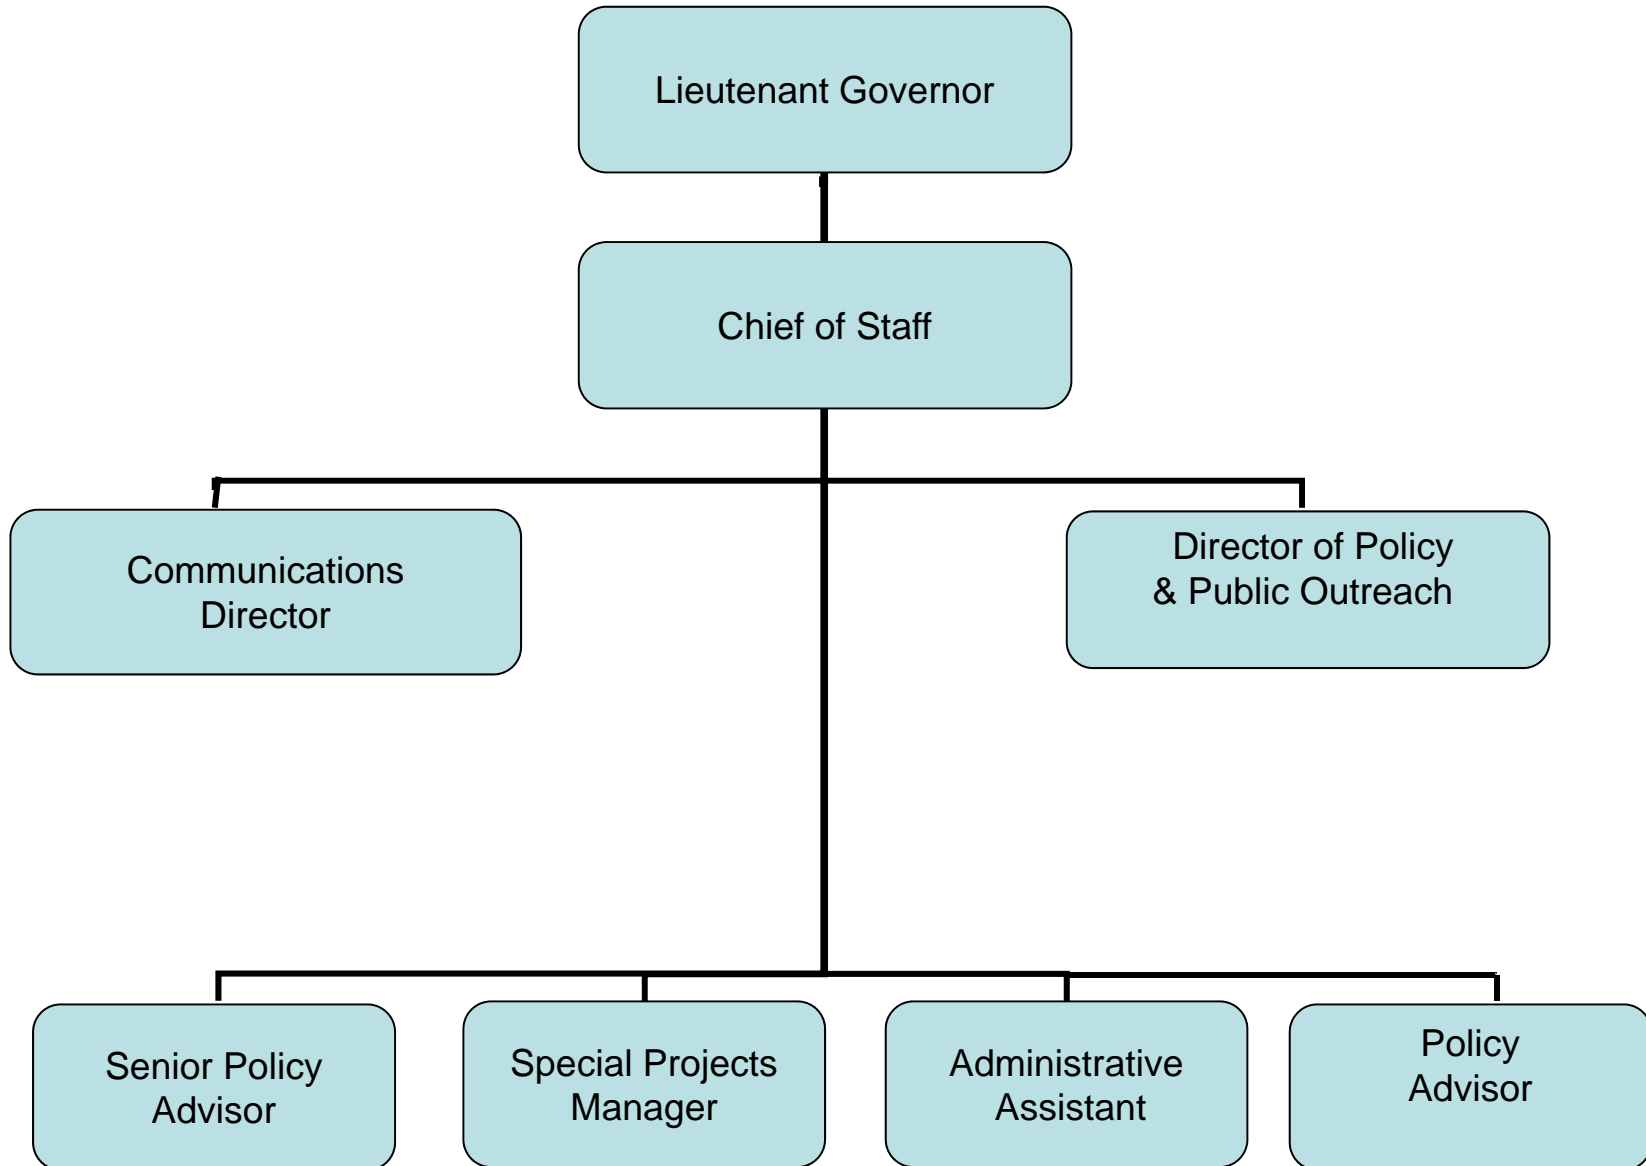 Lieutenant Governor
Chief of Staff
Communications
Director
Director of Policy
& Public Outreach
Senior Policy
Advisor
Special Projects
Manager
Administrative
Assistant
Policy
Advisor